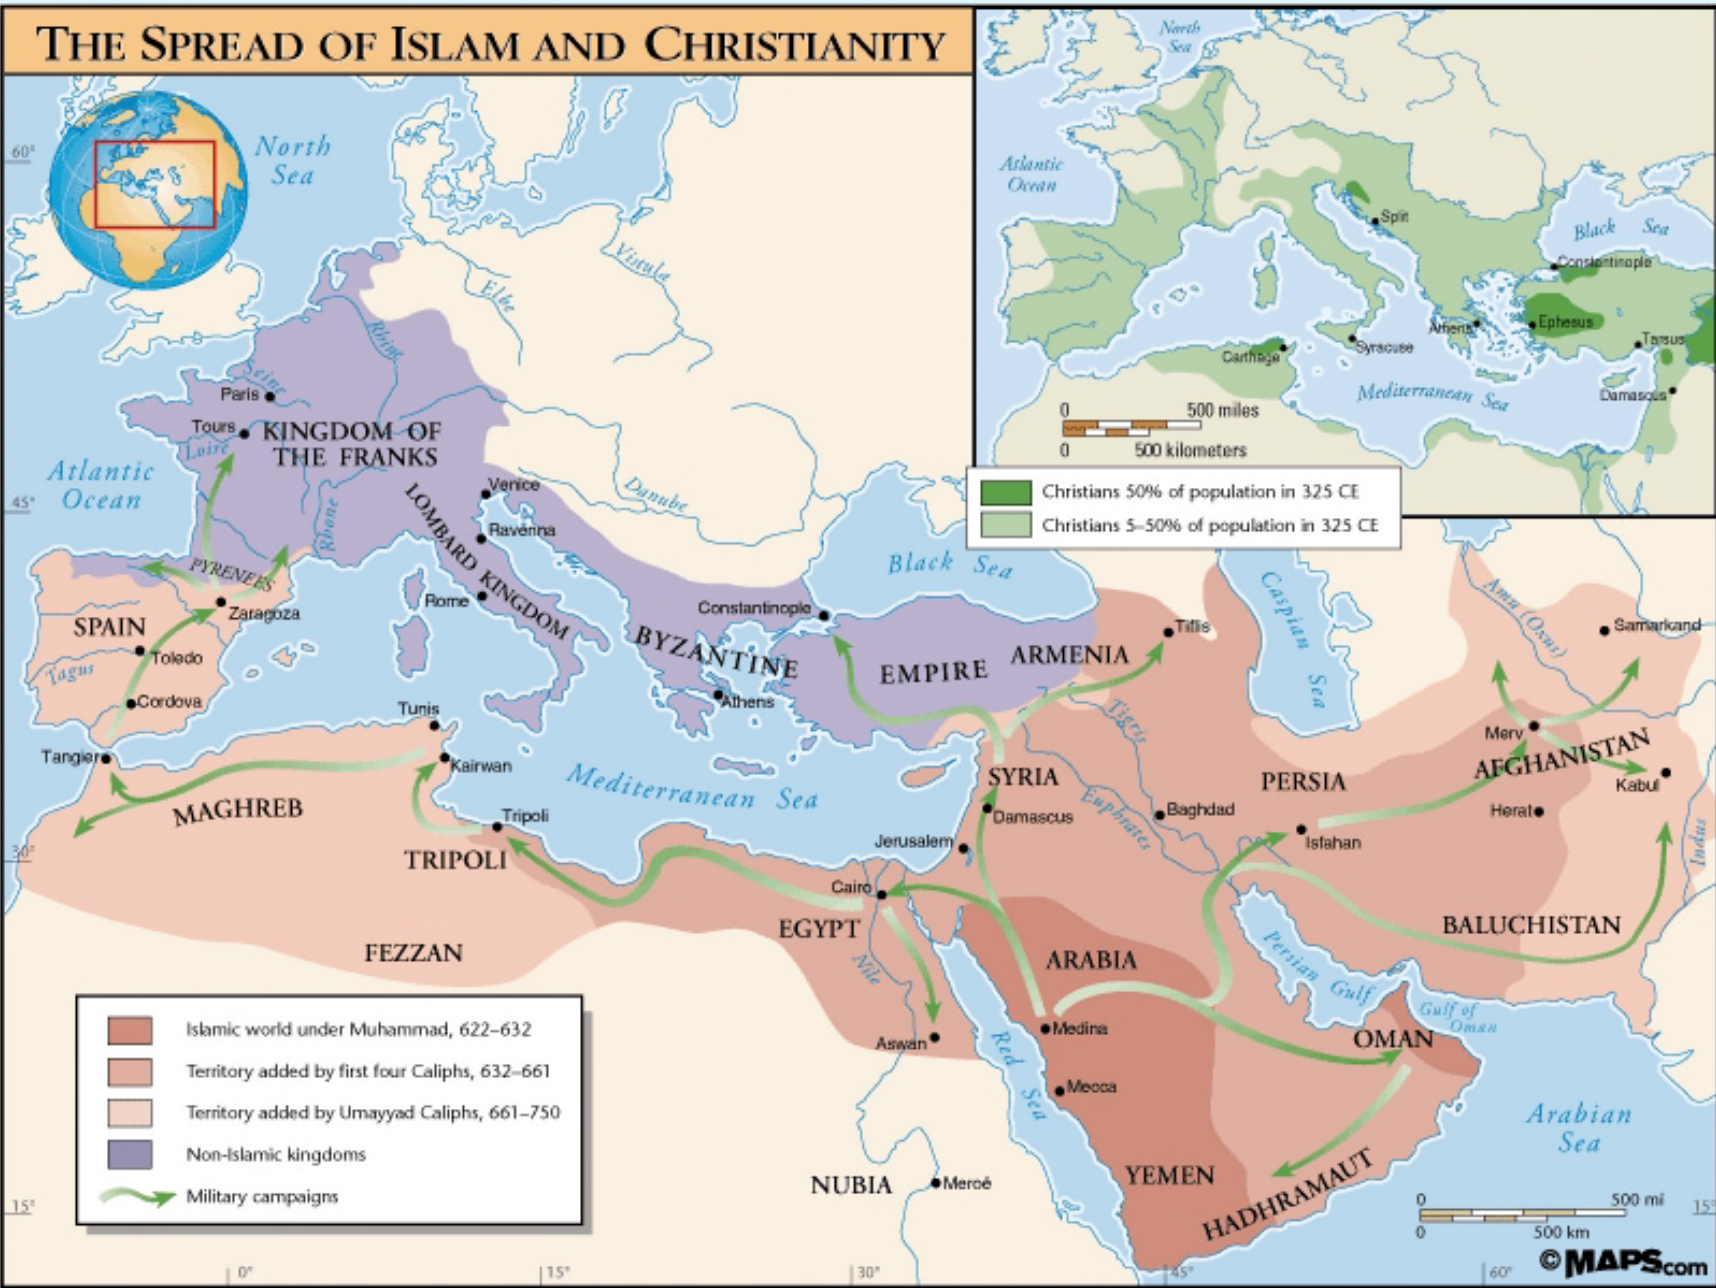 THE SPREAD OF ISLAM AND CHRISTIANITY
North
Sea
60°
45°
30°
15°
Atlantic
Ocean
Elbe
Vistula
Rhine
Seine
Paris
Tours
Loire
KINGDOM OF
THE FRANKS
Rhone
Danube
Venice
Ravenna
LOMBARD KINGDOM
Rome
PYRENEES
Zaragoza
SPAIN
Toledo
Tagus
Cordova
Tangier
Tunis
Kairwan
MAGHREB
Tripoli
TRIPOLI
FEZZAN
Mediterranean Sea
Black Sea
Constantinople
BYZANTINE
EMPIRE
Athens
ARMENIA
Tiflis
Caspian Sea
Amu (Oxus)
Samarkand
Merv
AFGHANISTAN
Kabul
Herat
Indus
Tigris
SYRIA
PERSIA
Damascus
Euphrates
Baghdad
Isfahan
Jerusalem
Cairo
EGYPT
Nile
Aswan
BALUCHISTAN
ARABIA
Persian Gulf
Gulf of
Oman
OMAN
Medina
Mecca
Red Sea
YEMEN
HADHRAMAUT
Arabian
Sea
NUBIA
Meroé
0 500 mi
0 500 km
15°
0°
15°
30°
45°
60°
©MAPS.com
Islamic world under Muhammad, 622–632
Territory added by first four Caliphs, 632–661
Territory added by Umayyad Caliphs, 661–750
Non-Islamic kingdoms
Military campaigns
North
Sea
Atlantic
Ocean
Split
Black Sea
Constantinople
Athens
Ephesus
Tarsus
Carthage
Syracuse
Damascus
Mediterranean Sea
0 500 miles
0 500 kilometers
Christians 50% of population in 325 CE
Christians 5–50% of population in 325 CE